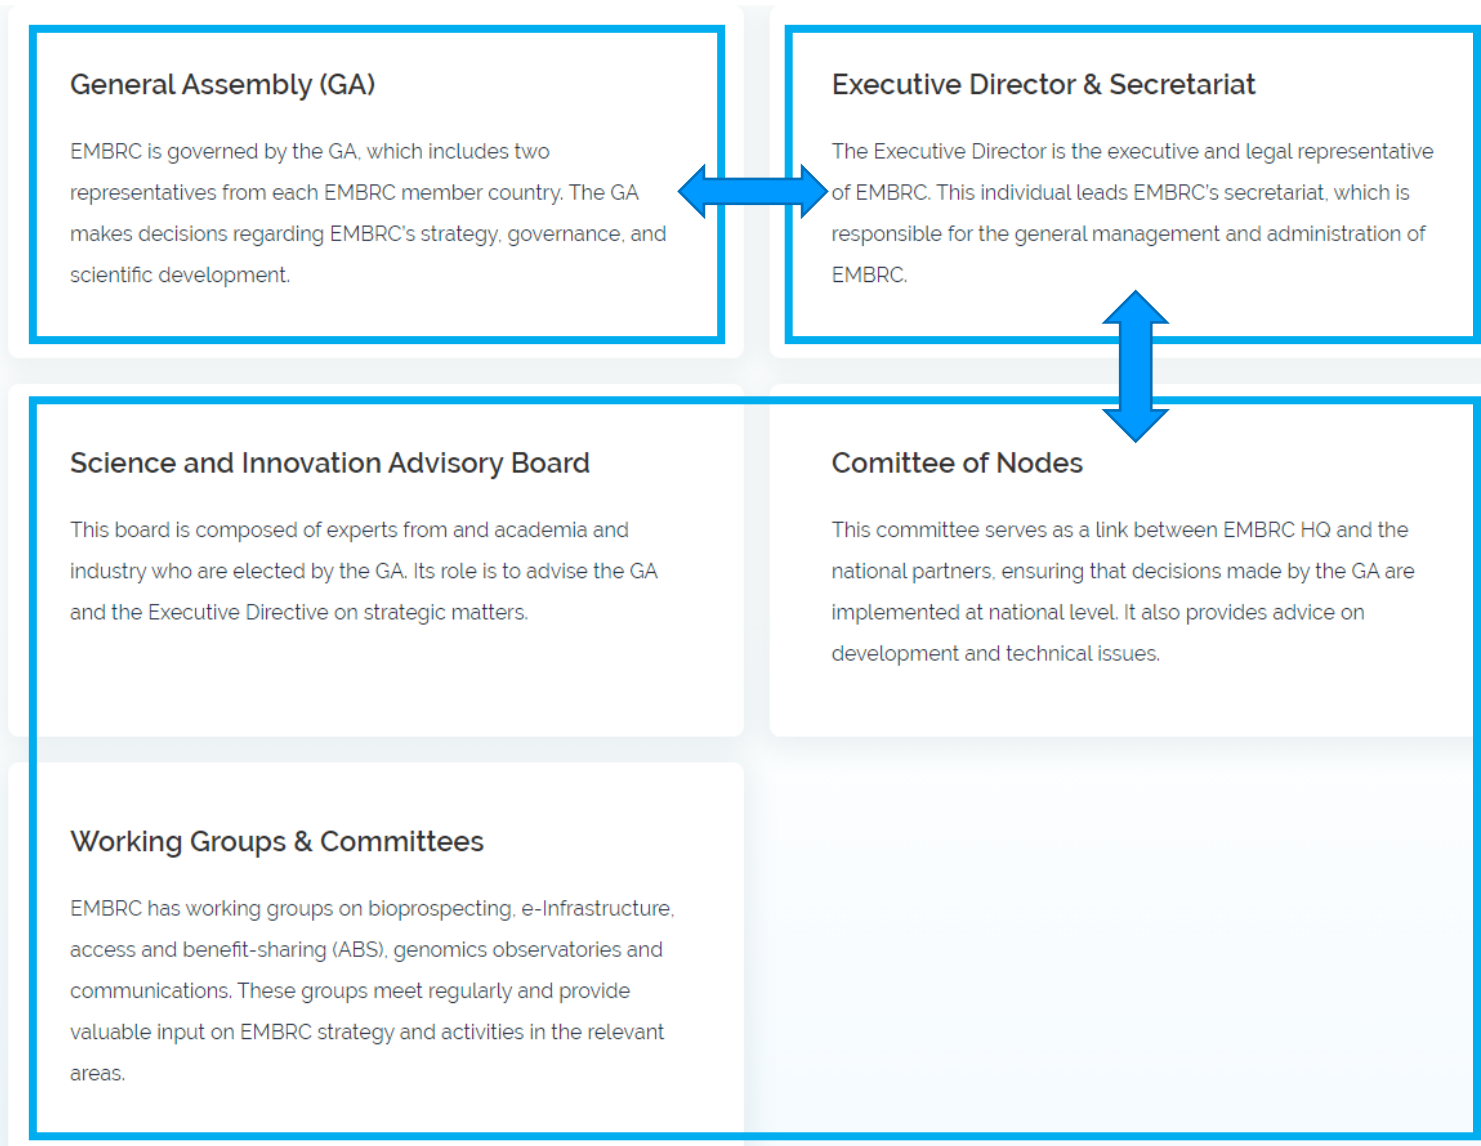 General Assembly (GA)
EMBRC is governed by the GA, which includes two
representatives from each EMBRC member country. The GA
makes decisions regarding EMBRC's strategy, governance, and
scientific development.
Executive Director & Secretariat
The Executive Director is the executive and legal representative
of EMBRC. This individual leads EMBRC's secretariat, which is
responsible for the general management and administration of
EMBRC.
Science and Innovation Advisory Board
This board is composed of experts from and academia and
industry who are elected by the GA. Its role is to advise the GA
and the Executive Directive on strategic matters.
Comittee of Nodes
This committee serves as a link between EMBRC HQ and the
national partners, ensuring that decisions made by the GA are
implemented at national level. It also provides advice on
development and technical issues.
Working Groups & Committees
EMBRC has working groups on bioprospecting, e-Infrastructure,
access and benefit-sharing (ABS), genomics observatories and
communications. These groups meet regularly and provide
valuable input on EMBRC strategy and activities in the relevant
areas.